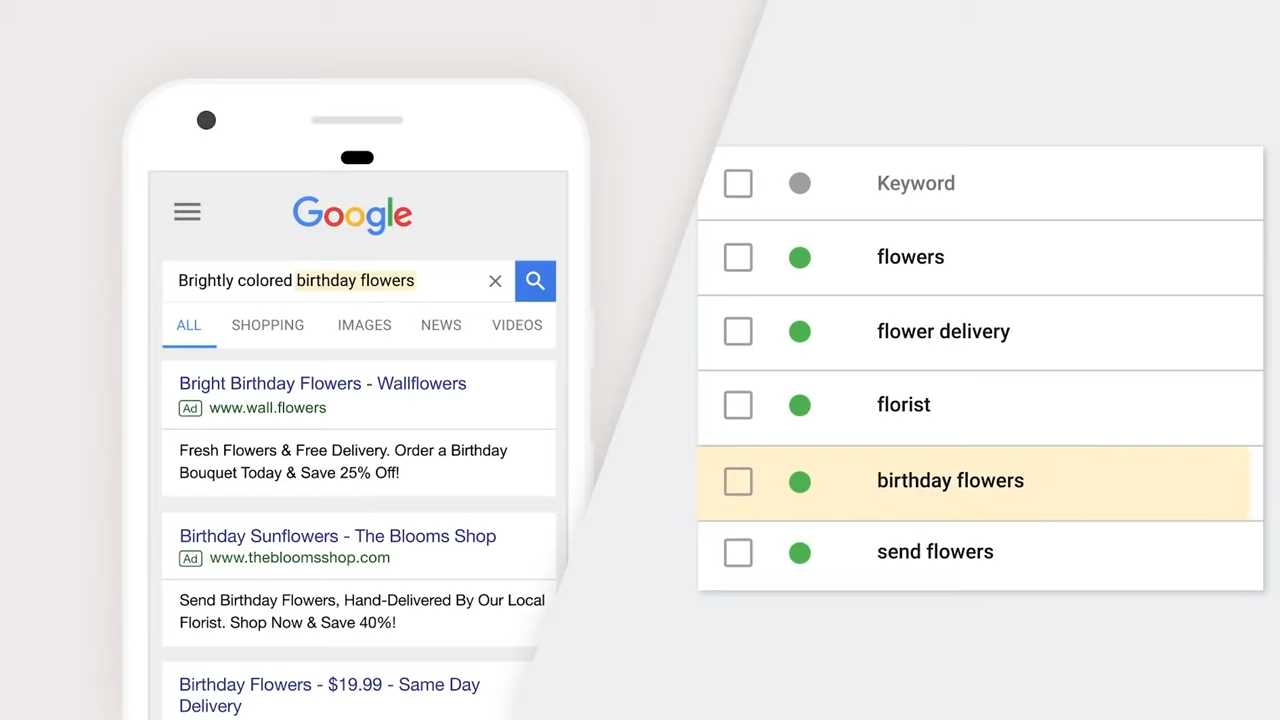 Google
Brightly colored birthday flowers
ALL SHOPPING IMAGES NEWS VIDEOS
Bright Birthday Flowers - Wallflowers
Ad www.wall.flowers
Fresh Flowers & Free Delivery. Order a Birthday
Bouquet Today & Save 25% Off!
Birthday Sunflowers - The Blooms Shop
Ad www.thebloomsshop.com
Send Birthday Flowers, Hand-Delivered By Our Local
Florist. Shop Now & Save 40%!
Birthday Flowers - $19.99 - Same Day
Delivery
Keyword
flowers
flower delivery
florist
birthday flowers
send flowers